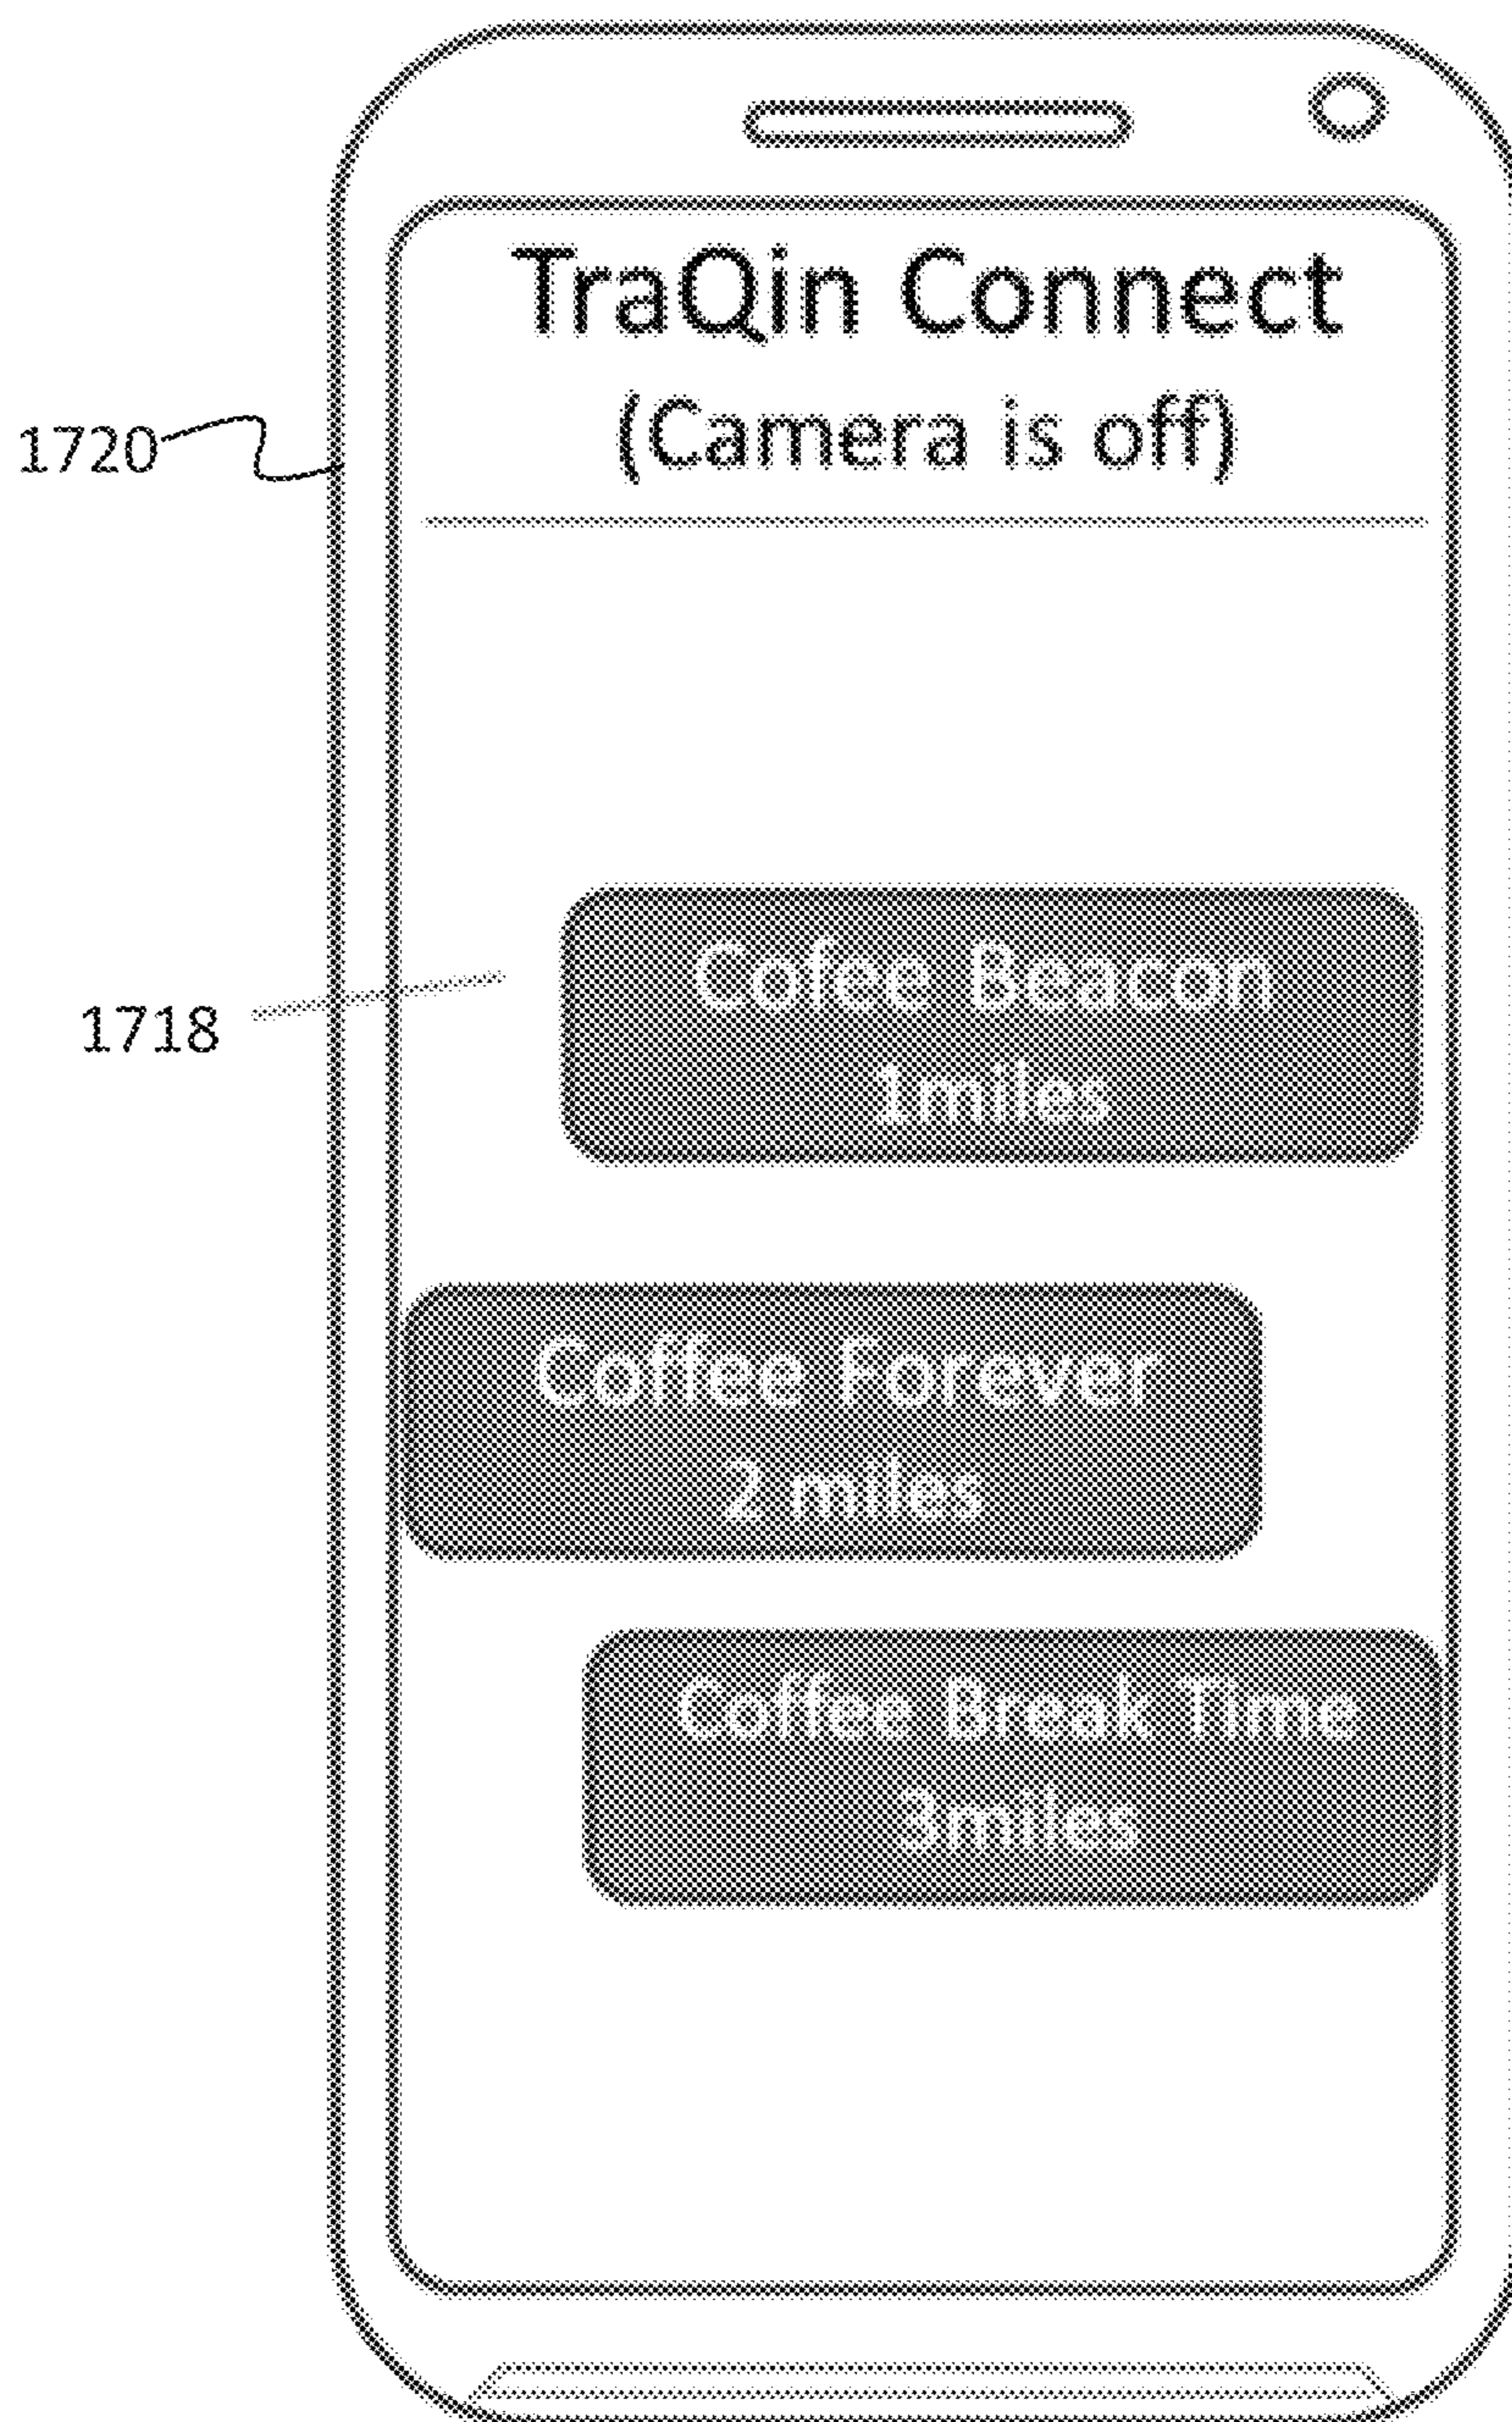 TraQin Connect
(Camera is off)
1720
Cofee Beacon
1miles
1718
Coffee Forever
2 miles
Coffee Break Time
3miles